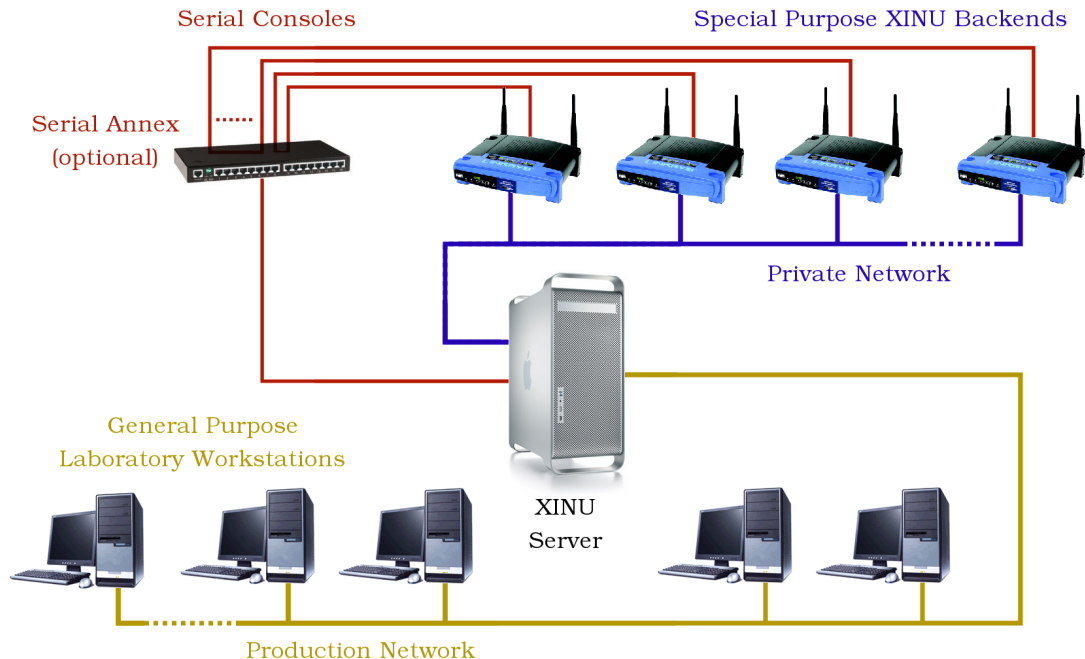 Serial Consoles
Special Purpose XINU Backends
Serial Annex
(optional)
Private Network
General Purpose
Laboratory Workstations
XINU
Server
Production Network